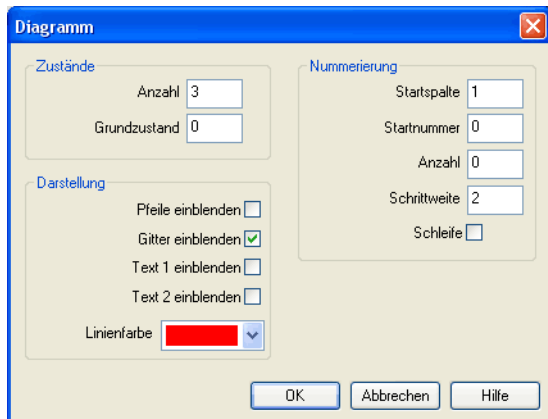 Diagramm
Zustände
Anzahl 3
Grundzustand 0
Darstellung
Pfeile einblenden
Gitter einblenden
Text 1 einblenden
Text 2 einblenden
Linienfarbe
Nummerierung
Startspalte 1
Startnummer 0
Anzahl 0
Schrittweite 2
Schleife
OK Abbrechen Hilfe